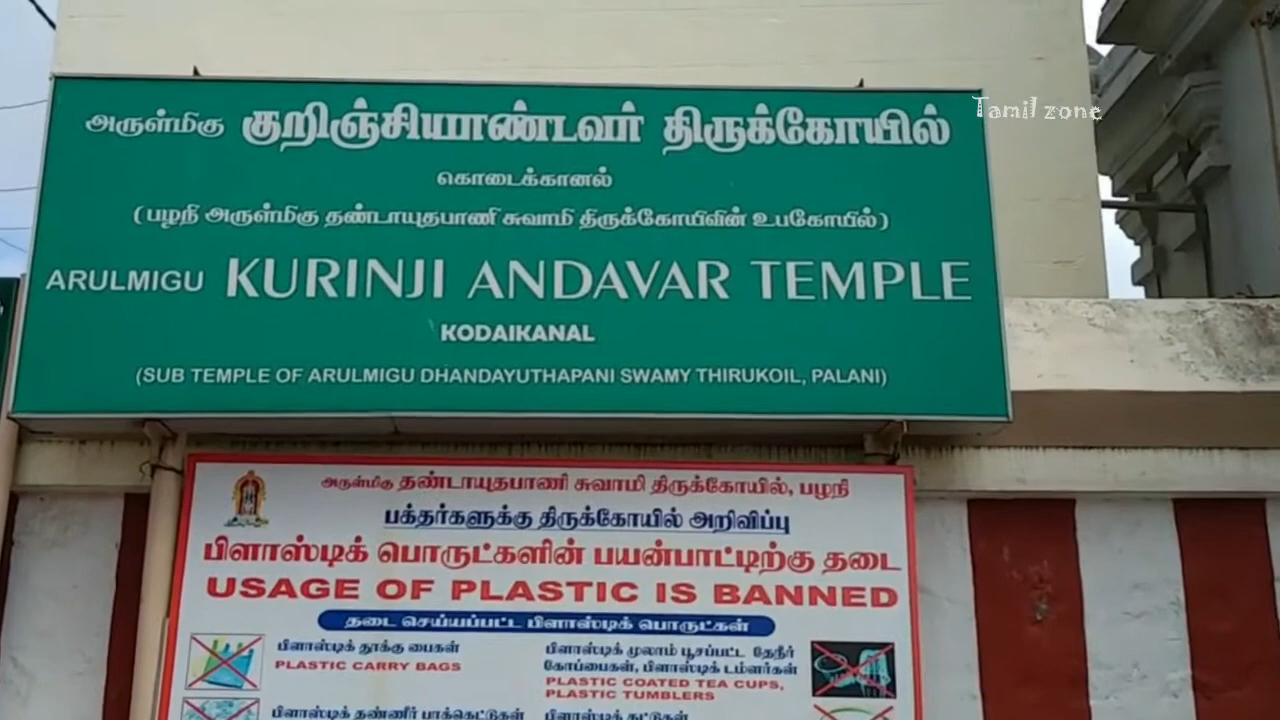 Tamil zone
அருள்மிகு குறிஞ்சியாண்டவர் திருக்கோயில்
கொடைக்கானல்
( பழநி அருள்மிகு தண்டாயுதபாணி சுவாமி திருக்கோயிலின் உபகோயில் )
ARULMIGU KURINJI ANDAVAR TEMPLE
KODAIKANAL
(SUB TEMPLE OF ARULMIGU DHANDAYUTHAPANI SWAMY THIRUKOIL, PALANI)
அருள்மிகு தண்டாயுதபாணி சுவாமி திருக்கோயில், பழநி
பக்தர்களுக்கு திருக்கோயில் அறிவிப்பு
பிளாஸ்டிக் பொருட்களின் பயன்பாட்டிற்கு தடை
USAGE OF PLASTIC IS BANNED
தடை செய்யப்பட்ட பிளாஸ்டிக் பொருட்கள்
பிளாஸ்டிக் தூக்கு பைகள்
PLASTIC CARRY BAGS
பிளாஸ்டிக் முலாம் பூசப்பட்ட தேநீர்
கோப்பைகள், பிளாஸ்டிக் டம்ளர்கள்
PLASTIC COATED TEA CUPS,
PLASTIC TUMBLERS
பிளாஸ்டிக் தண்ணீர் பாக்கெட்டுகள்
பிளாஸ்டிக்